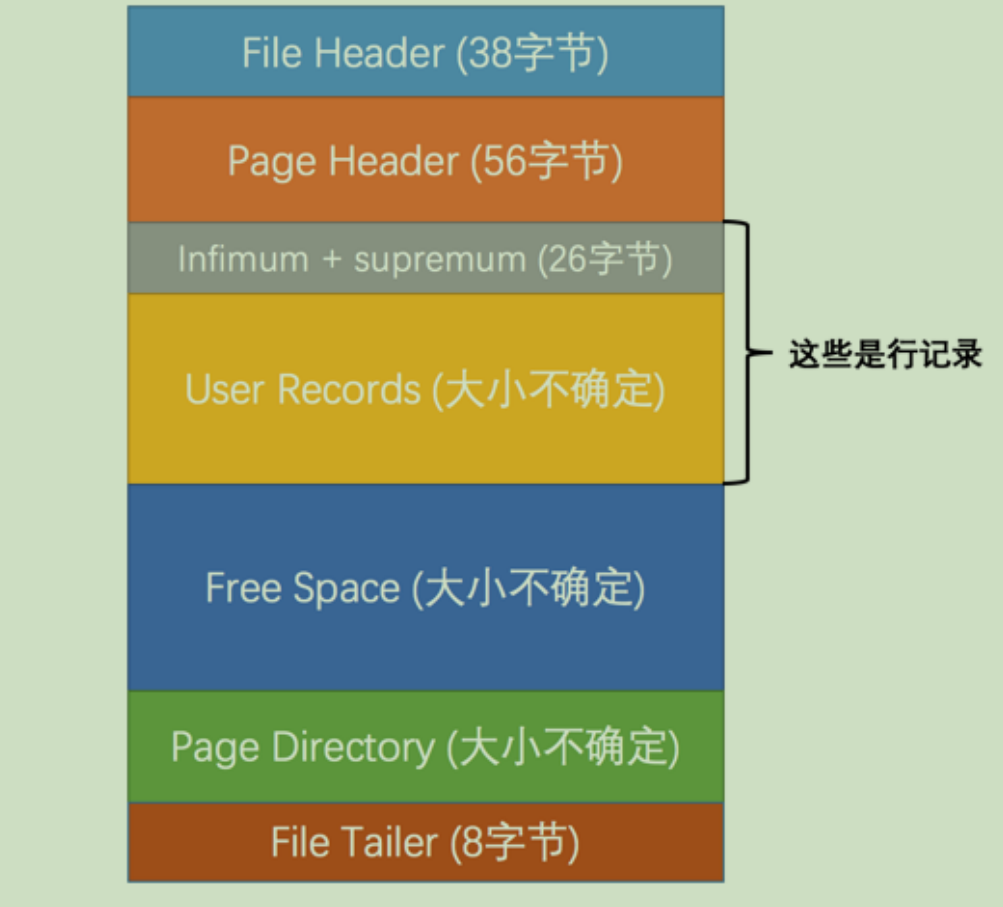 File Header (38字节)
Page Header (56字节)
Infimum + supremum (26字节)
这些是行记录
User Records (大小不确定)
Free Space (大小不确定)
Page Directory (大小不确定)
File Tailer (8字节)